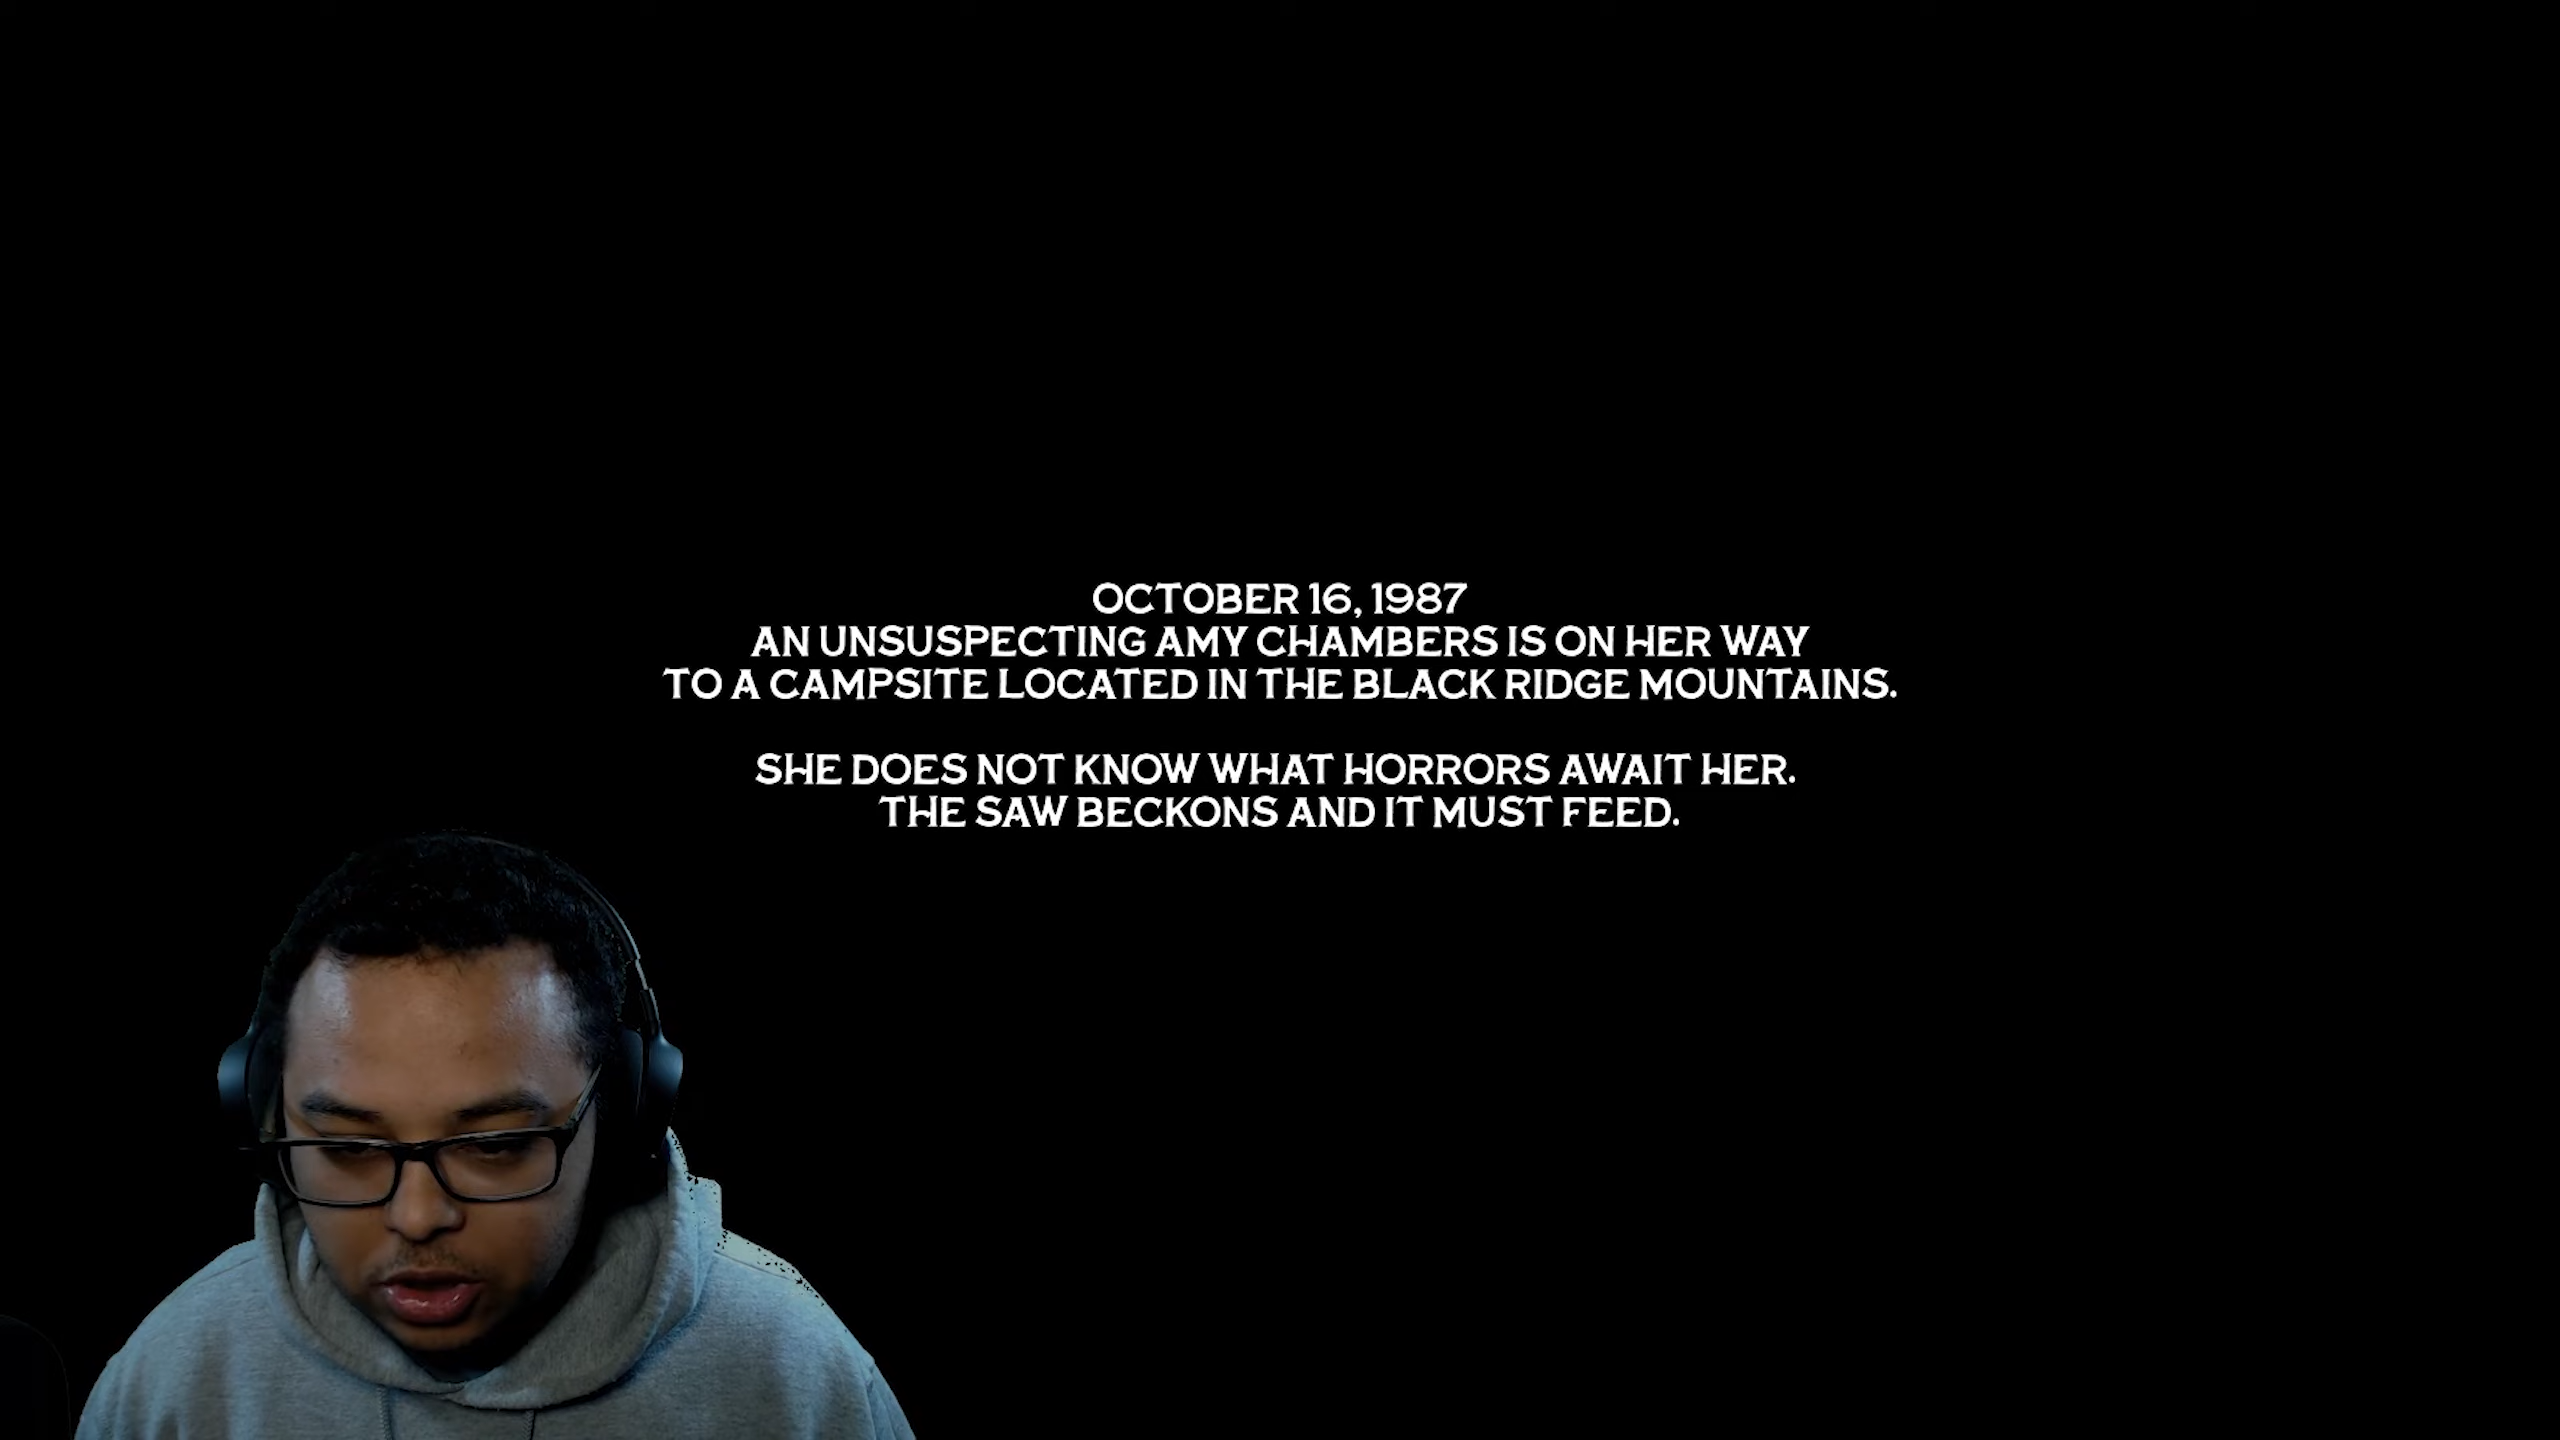 OCTOBER 16, 1987
AN UNSUSPECTING AMY CHAMBERS IS ON HER WAY
TO A CAMPSITE LOCATED IN THE BLACK RIDGE MOUNTAINS.
SHE DOES NOT KNOW WHAT HORRORS AWAIT HER.
THE SAW BECKONS AND IT MUST FEED.